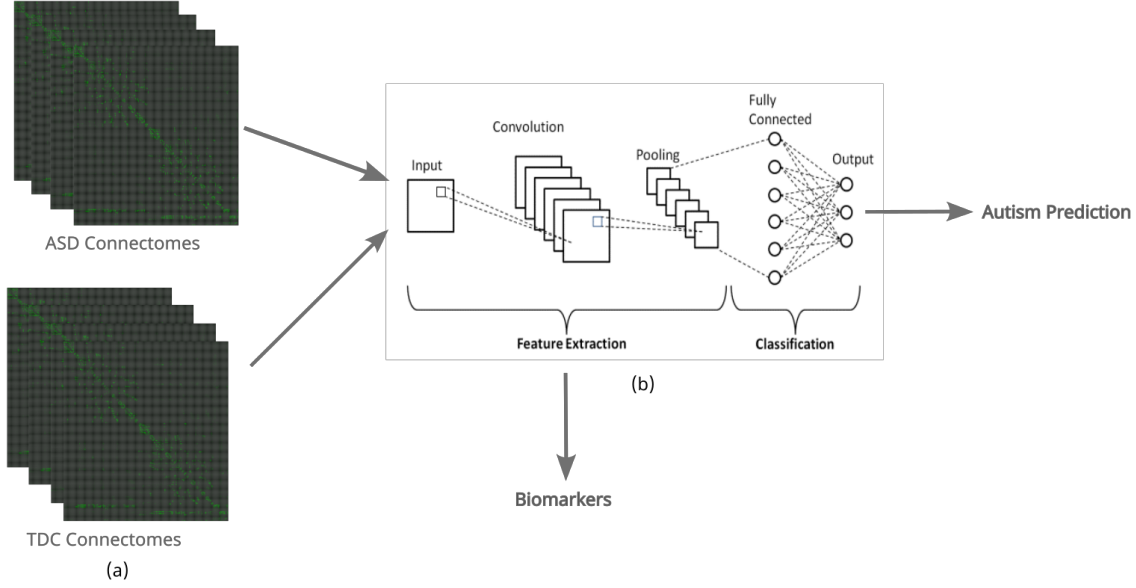 ASD Connectomes
TDC Connectomes
(a)
Input
Convolution
Pooling
Fully
Connected
Output
Feature Extraction
Classification
(b)
Autism Prediction
Biomarkers